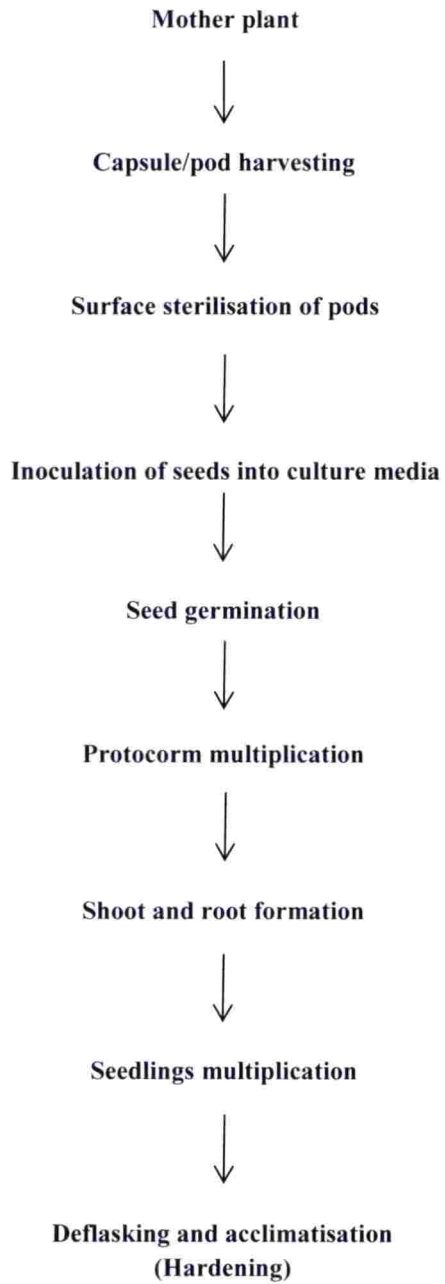 Mother plant
Capsule/pod harvesting
Surface sterilisation of pods
Inoculation of seeds into culture media
Seed germination
Protocorm multiplication
Shoot and root formation
Seedlings multiplication
Deflasking and acclimatisation
(Hardening)